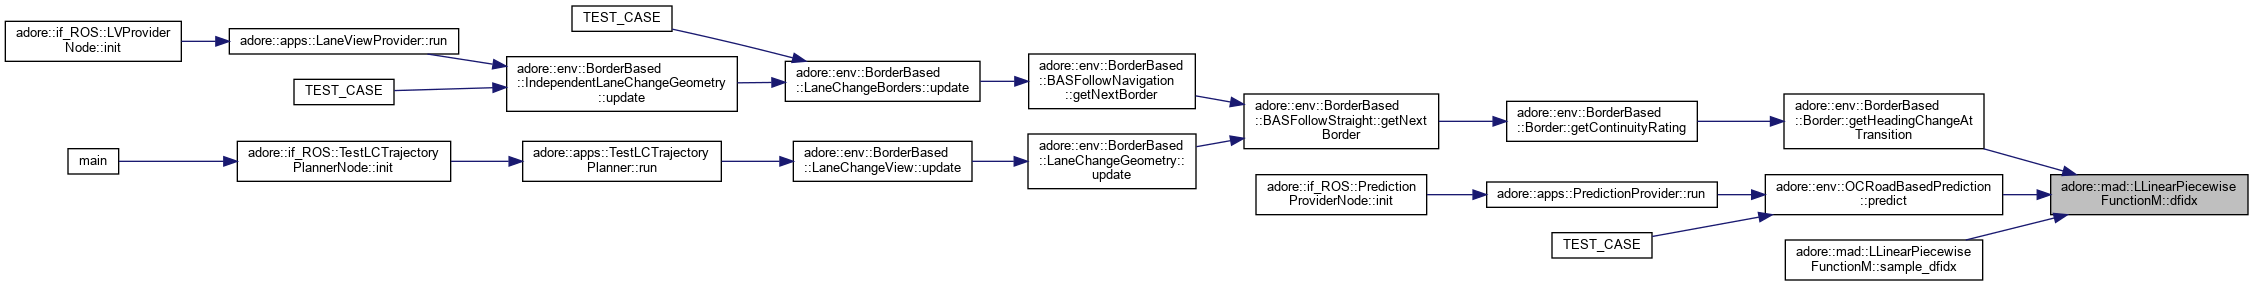 adore::if_ROS::LVProvider
Node::init
adore::apps::LaneViewProvider::run
TEST_CASE
TEST_CASE
adore::env::BorderBased
::IndependentLaneChangeGeometry
::update
adore::env::BorderBased
::LaneChangeBorders::update
adore::env::BorderBased
::BASFollowNavigation
::getNextBorder
adore::env::BorderBased
::BASFollowStraight::getNext
Border
adore::env::BorderBased
::Border::getContinuityRating
adore::env::BorderBased
::Border::getHeadingChangeAt
Transition
main
adore::if_ROS::TestLCTrajectory
PlannerNode::init
adore::apps::TestLCTrajectory
Planner::run
adore::env::BorderBased
::LaneChangeView::update
adore::env::BorderBased
::LaneChangeGeometry::
update
adore::if_ROS::Prediction
ProviderNode::init
adore::apps::PredictionProvider::run
adore::env::OCRoadBasedPrediction
::predict
adore::mad::LLinearPiecewise
FunctionM::dfidx
TEST_CASE
adore::mad::LLinearPiecewise
FunctionM::sample_dfidx